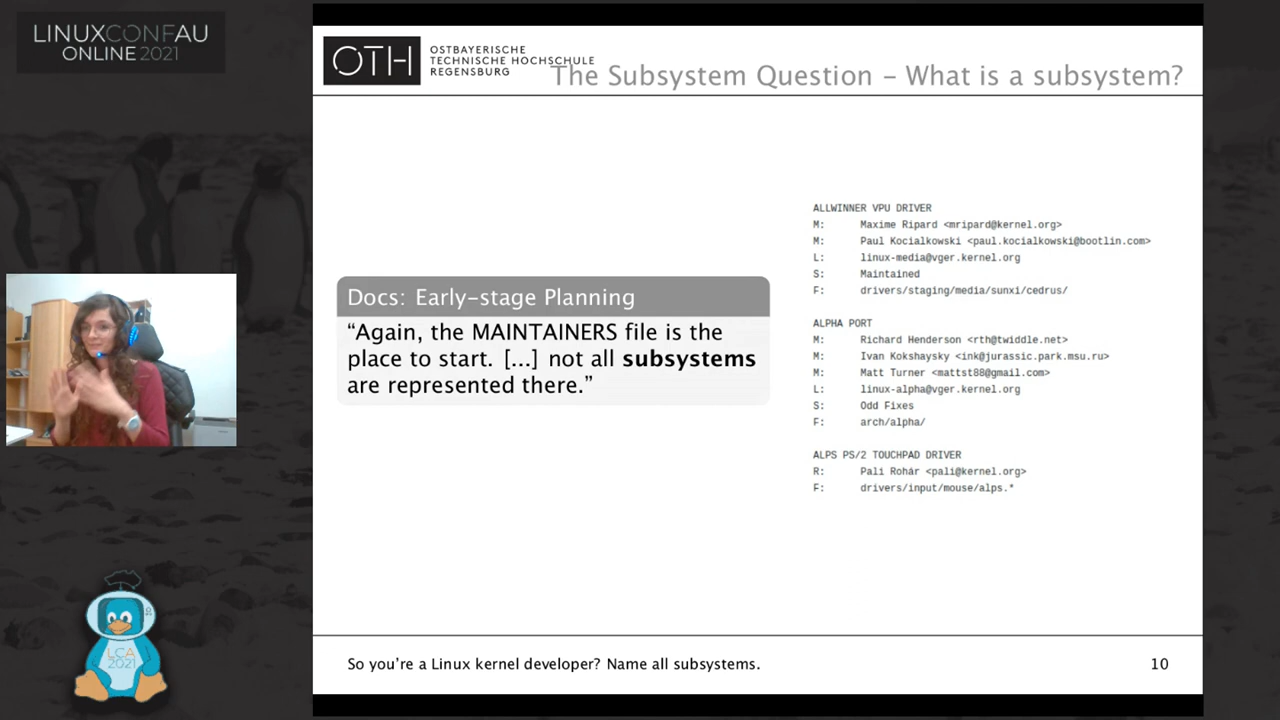 LINUXCONFAU
ONLINE 2021
OTH
OSTBAYERISCHE
TECHNISCHE HOCHSCHULE
REGENSBURG
The Subsystem Question – What is a subsystem?
Docs: Early-stage Planning
“Again, the MAINTAINERS file is the
place to start. [...] not all subsystems
are represented there.”
ALLWINNER VPU DRIVER
M: Maxime Ripard <mripard@kernel.org>
M: Paul Kocialkowski <paul.kocialkowski@bootlin.com>
L: linux-media@vger.kernel.org
S: Maintained
F: drivers/staging/media/sunxi/cedrus/
ALPHA PORT
M: Richard Henderson <rth@twiddle.net>
M: Ivan Kokshaysky <ink@jurassic.park.msu.ru>
M: Matt Turner <mattst88@gmail.com>
L: linux-alpha@vger.kernel.org
S: Odd Fixes
F: arch/alpha/
ALPS PS/2 TOUCHPAD DRIVER
R: Pali Rohár <pali@kernel.org>
F: drivers/input/mouse/alps.*
LCA
2021
So you’re a Linux kernel developer? Name all subsystems.
10